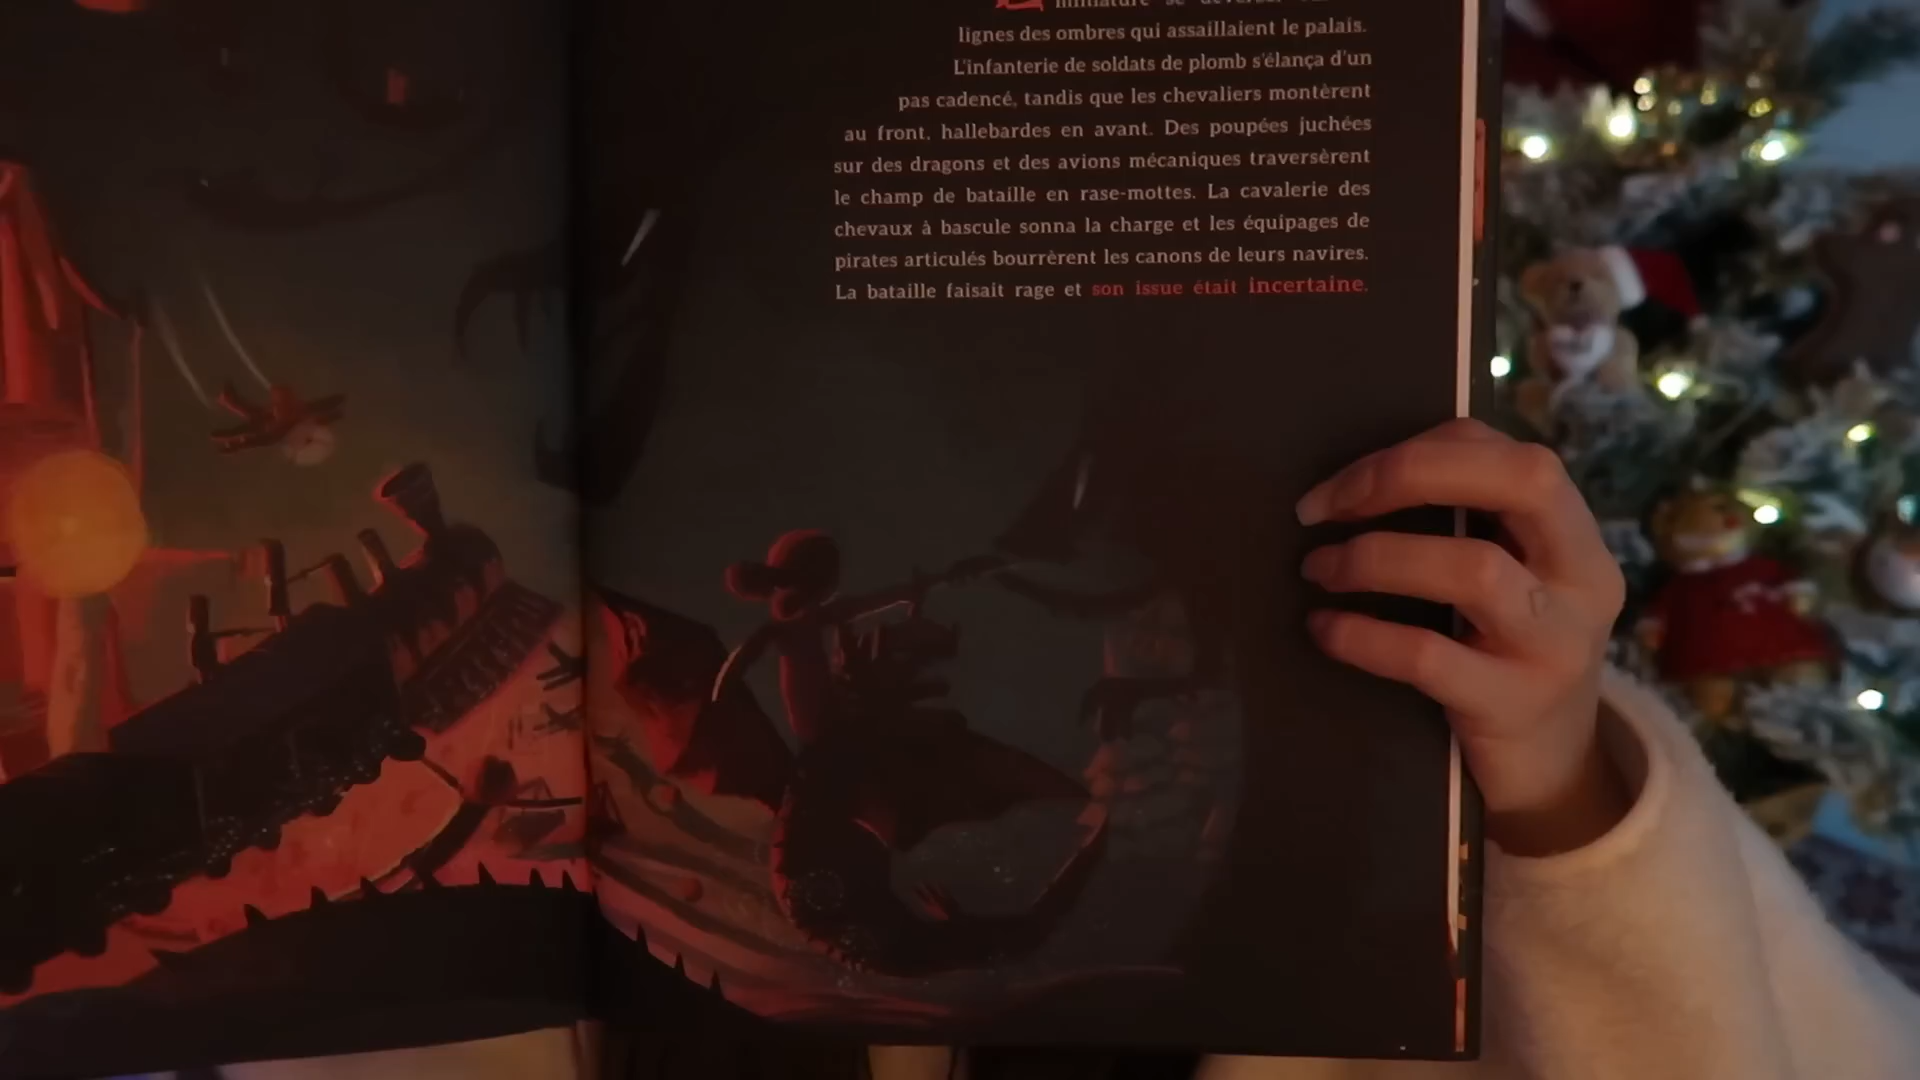 miniature se
lignes des ombres qui assaillaient le palais.
L'infanterie de soldats de plomb s'élança d'un
pas cadencé, tandis que les chevaliers montèrent
au front, hallebardes en avant. Des poupées juchées
sur des dragons et des avions mécaniques traversèrent
le champ de bataille en rase-mottes. La cavalerie des
chevaux à bascule sonna la charge et les équipages de
pirates articulés bourrèrent les canons de leurs navires.
La bataille faisait rage et son issue était incertaine.